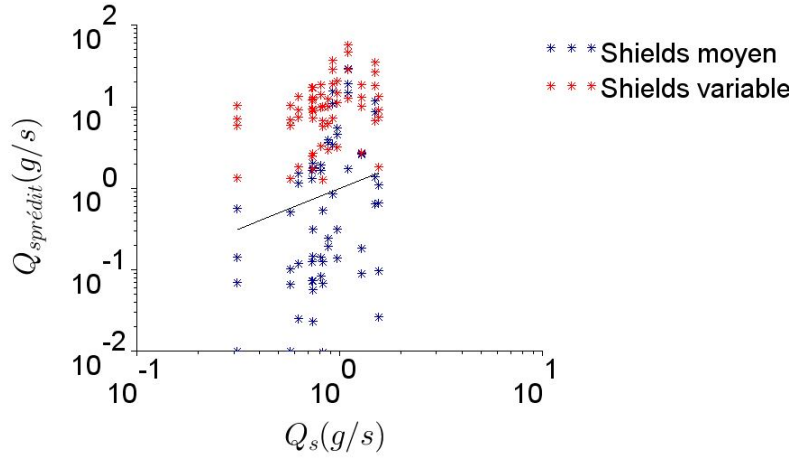 10^2
10^1
10^0
10^-1
10^-2
Q_sprédit(g/s)
10^-1
10^0
10^1
Q_s(g/s)
Shields moyen
Shields variable